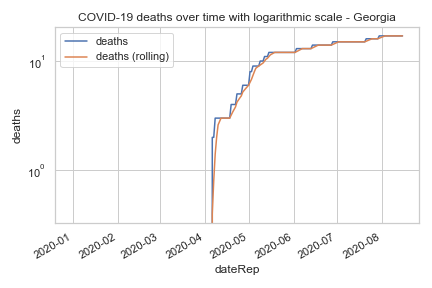 COVID-19 deaths over time with logarithmic scale - Georgia
deaths
deaths (rolling)
10¹
10⁰
deaths
2020-01
2020-02
2020-03
2020-04
2020-05
2020-06
2020-07
2020-08
dateRep